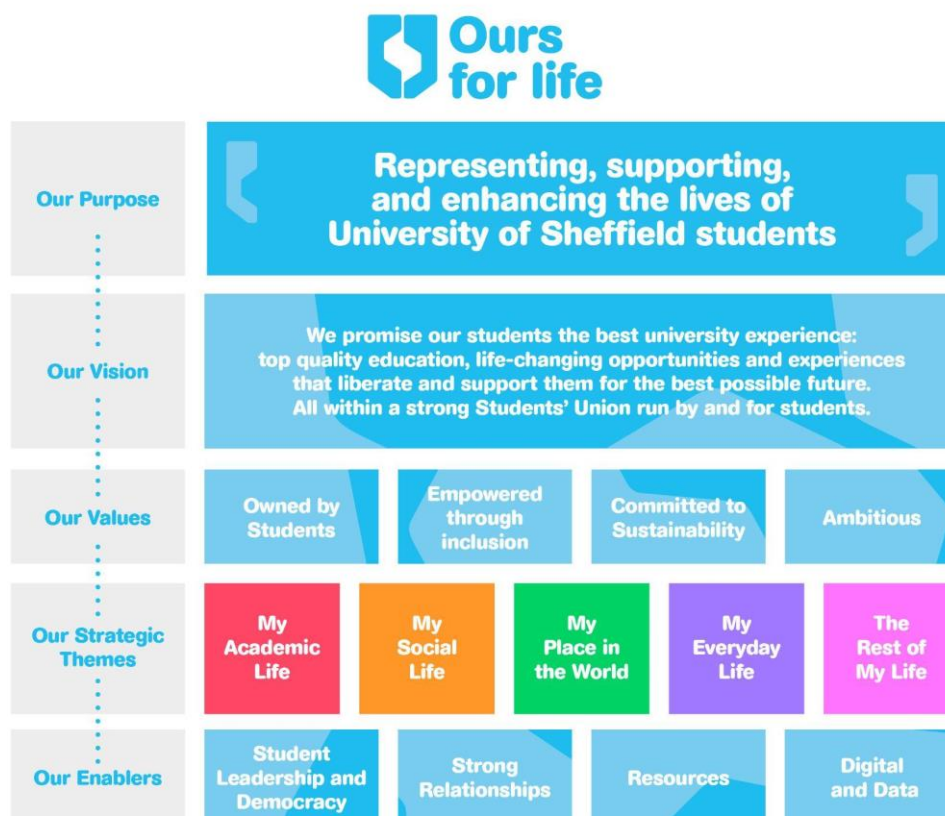 Ours
for life
Our Purpose
Representing, supporting,
and enhancing the lives of
University of Sheffield students
Our Vision
We promise our students the best university experience:
top quality education, life-changing opportunities and experiences
that liberate and support them for the best possible future.
All within a strong Students’ Union run by and for students.
Our Values
Owned by
Students
Empowered
through
inclusion
Committed to
Sustainability
Ambitious
Our Strategic
Themes
My
Academic
Life
My
Social
Life
My
Place in
the World
My
Everyday
Life
The
Rest of
My Life
Our Enablers
Student
Leadership and
Democracy
Strong
Relationships
Resources
Digital
and Data